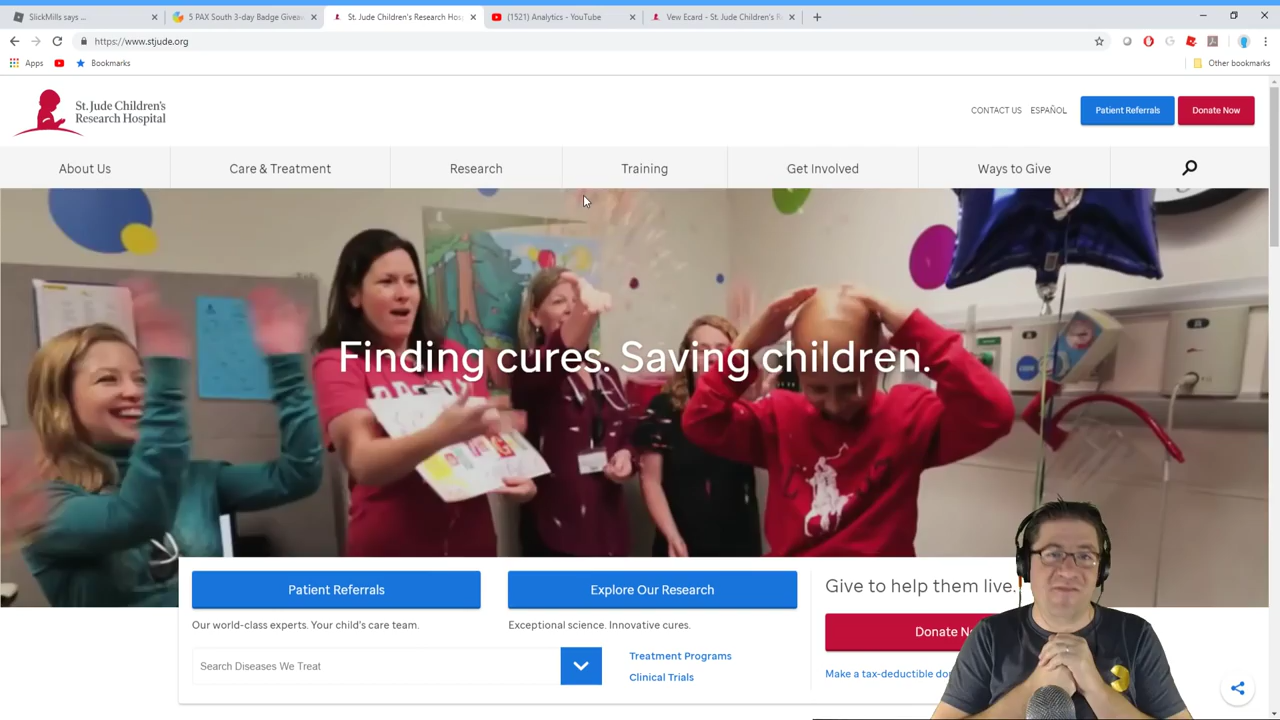 SlickMills says ...
5 PAX South 3-day Badge Giveaw
St. Jude Children's Research Hos
(1521) Analytics - YouTube
Vew Ecard - St. Jude Children's R
https://www.stjude.org
Apps
Bookmarks
Other bookmarks
St. Jude Children's
Research Hospital
CONTACT US
ESPAÑOL
Patient Referrals
Donate Now
About Us
Care & Treatment
Research
Training
Get Involved
Ways to Give
Finding cures. Saving children.
Patient Referrals
Explore Our Research
Give to help them live.
Our world-class experts. Your child's care team.
Exceptional science. Innovative cures.
Donate No
Search Diseases We Treat
Treatment Programs
Clinical Trials
Make a tax-deductible do